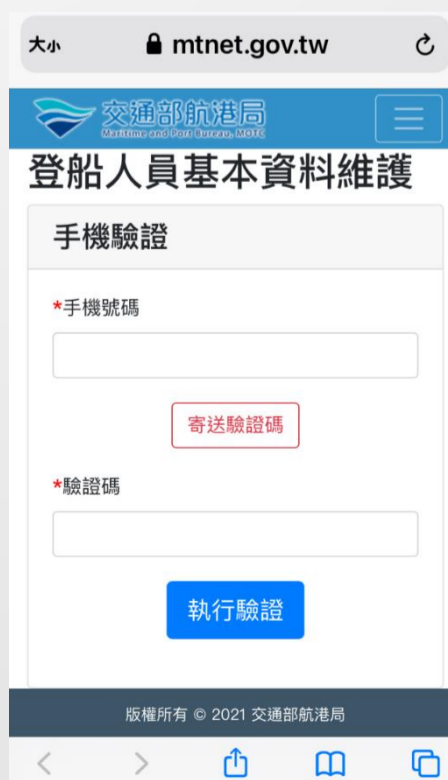 大小 mtnet.gov.tw
交通部航港局
Maritime and Port Bureau, MOTC
登船人員基本資料維護
手機驗證
*手機號碼
寄送驗證碼
*驗證碼
執行驗證
版權所有 © 2021 交通部航港局